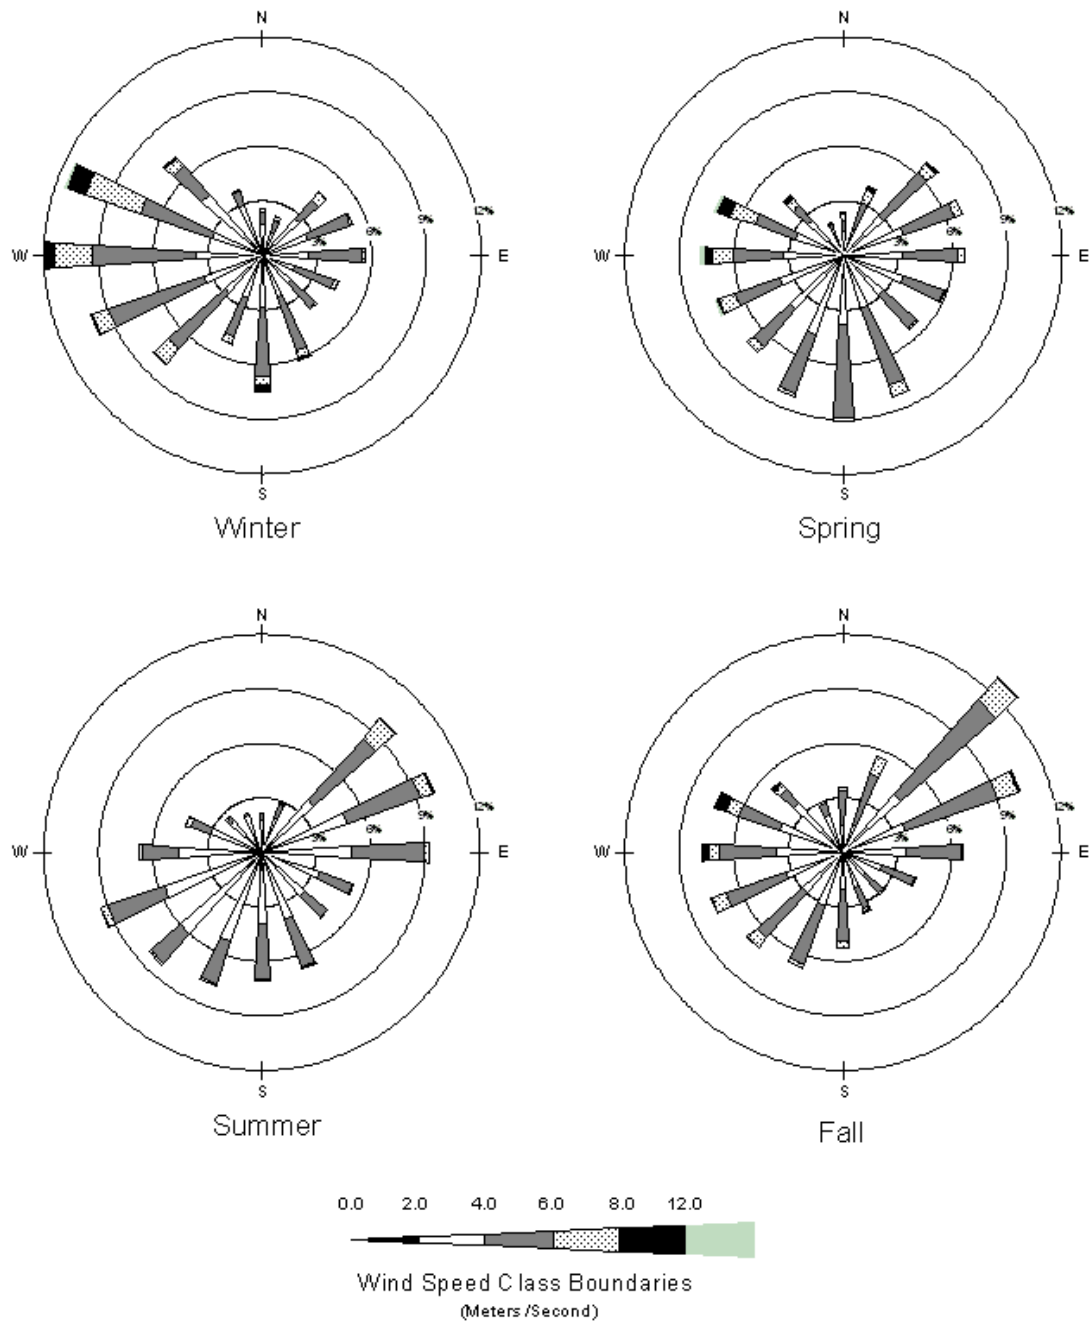 N
N
W
3%
6%
9%
12%
E
W
3%
6%
9%
12%
E
S
S
Winter
Spring
N
N
W
3%
6%
9%
12%
E
W
3%
6%
9%
12%
E
S
S
Summer
Fall
0.0 2.0 4.0 6.0 8.0 12.0
Wind Speed Class Boundaries
(Meters/Second)